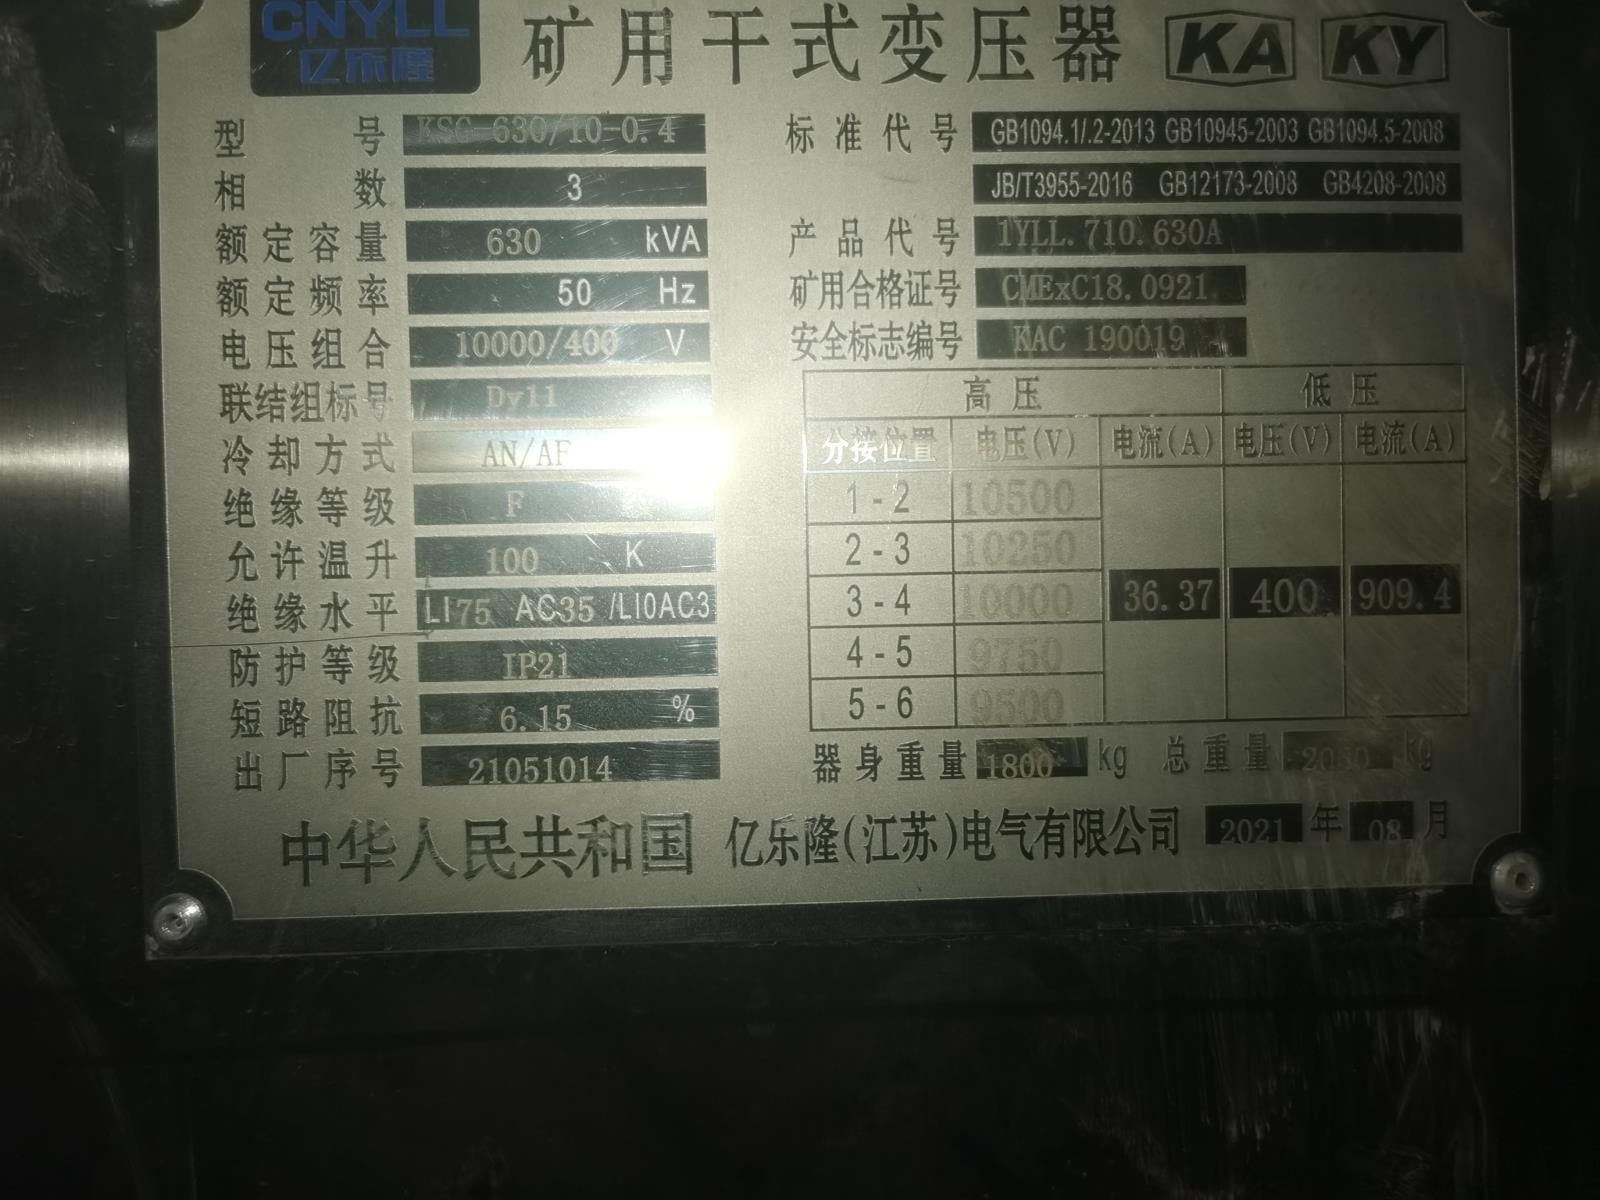 CNYLL
亿乐隆
矿用干式变压器 KA KY
型号 KSG-630/10-0.4
相数 3
额定容量 630 kVA
额定频率 50 Hz
电压组合 10000/400 V
联结组标号 Dy11
冷却方式 AN/AF
绝缘等级 F
允许温升 100 K
绝缘水平 LI75 AC35 /LI0AC3
防护等级 IP21
短路阻抗 6.15 %
出厂序号 21051014
标准代号 GB1094.1/.2-2013 GB10945-2003 GB1094.5-2008
JB/T3955-2016 GB12173-2008 GB4208-2008
产品代号 1YLL.710.630A
矿用合格证号 CMExC18.0921
安全标志编号 KAC 190019
高压 低压
分接位置 电压(V) 电流(A) 电压(V) 电流(A)
1-2 10500
2-3 10250
3-4 10000 36.37 400 909.4
4-5 9750
5-6 9500
器身重量 1800 kg 总重量 2050 kg
中华人民共和国 亿乐隆(江苏)电气有限公司 2021 年 08 月